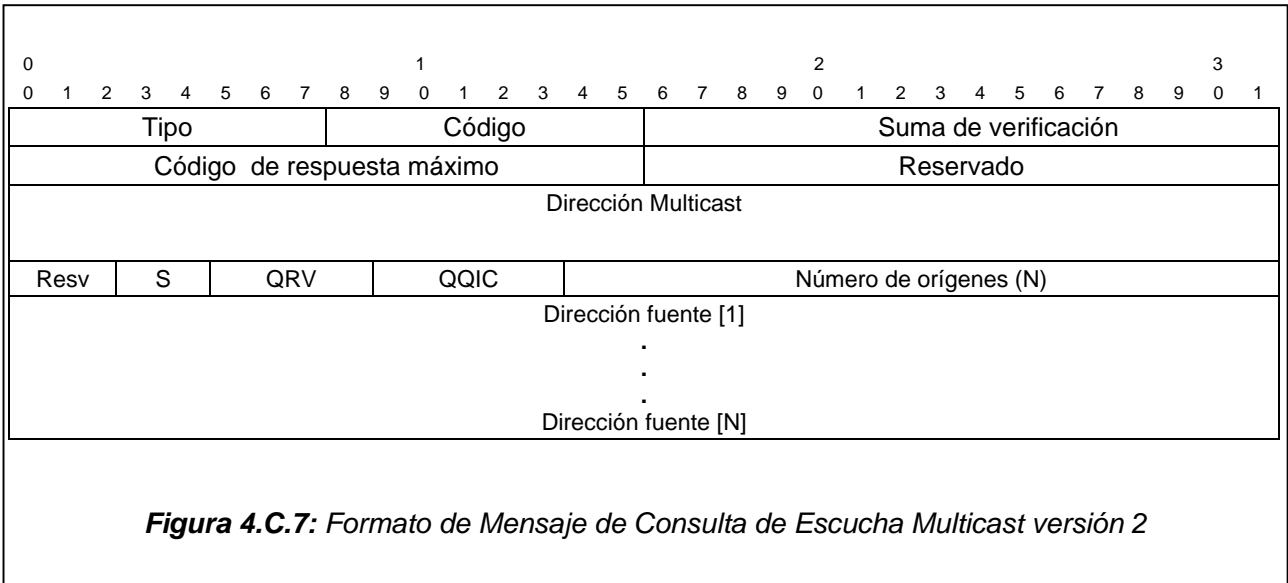 0 1 2 3
0 1 2 3 4 5 6 7 8 9 0 1 2 3 4 5 6 7 8 9 0 1 2 3 4 5 6 7 8 9 0 1
Tipo Código Suma de verificación
Código de respuesta máximo Reservado
Dirección Multicast
Resv S QRV QQIC Número de orígenes (N)
Dirección fuente [1]
.
.
.
Dirección fuente [N]
Figura 4.C.7: Formato de Mensaje de Consulta de Escucha Multicast versión 2